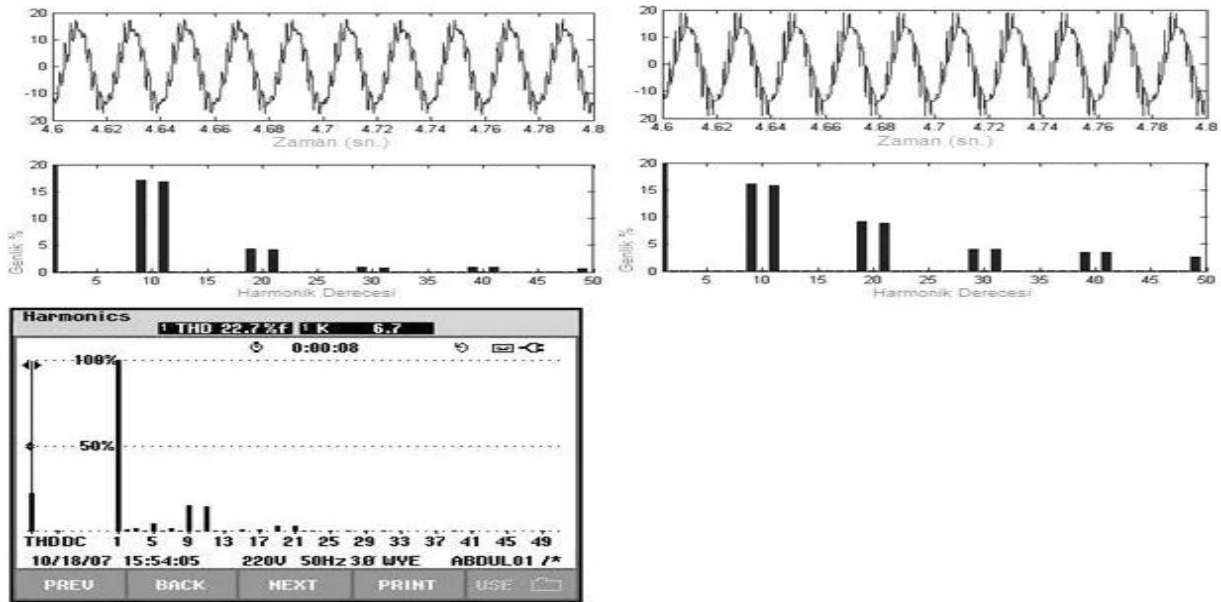 20
10
0
-10
20
4.6 4.62 4.64 4.66 4.68 4.7 4.72 4.74 4.76 4.78 4.8
Zaman (sn.)
20
10
0
-10
20
4.6 4.62 4.64 4.66 4.68 4.7 4.72 4.74 4.76 4.78 4.8
Zaman (sn.)
Genlik %
20
15
10
5
0
5 10 15 20 25 30 35 40 45 50
Harmonik Derecesi
Genlik %
20
15
10
5
0
5 10 15 20 25 30 35 40 45 50
Harmonik Derecesi
Harmonics
1 THD 22.7%f 1 K 6.7
0:00:08
100%
50%
THDDC 1 5 9 13 17 21 25 29 33 37 41 45 49
10/18/07 15:54:05 220V 50Hz 3Ø WYE ABDUL01 /*
PREV BACK NEXT PRINT USE